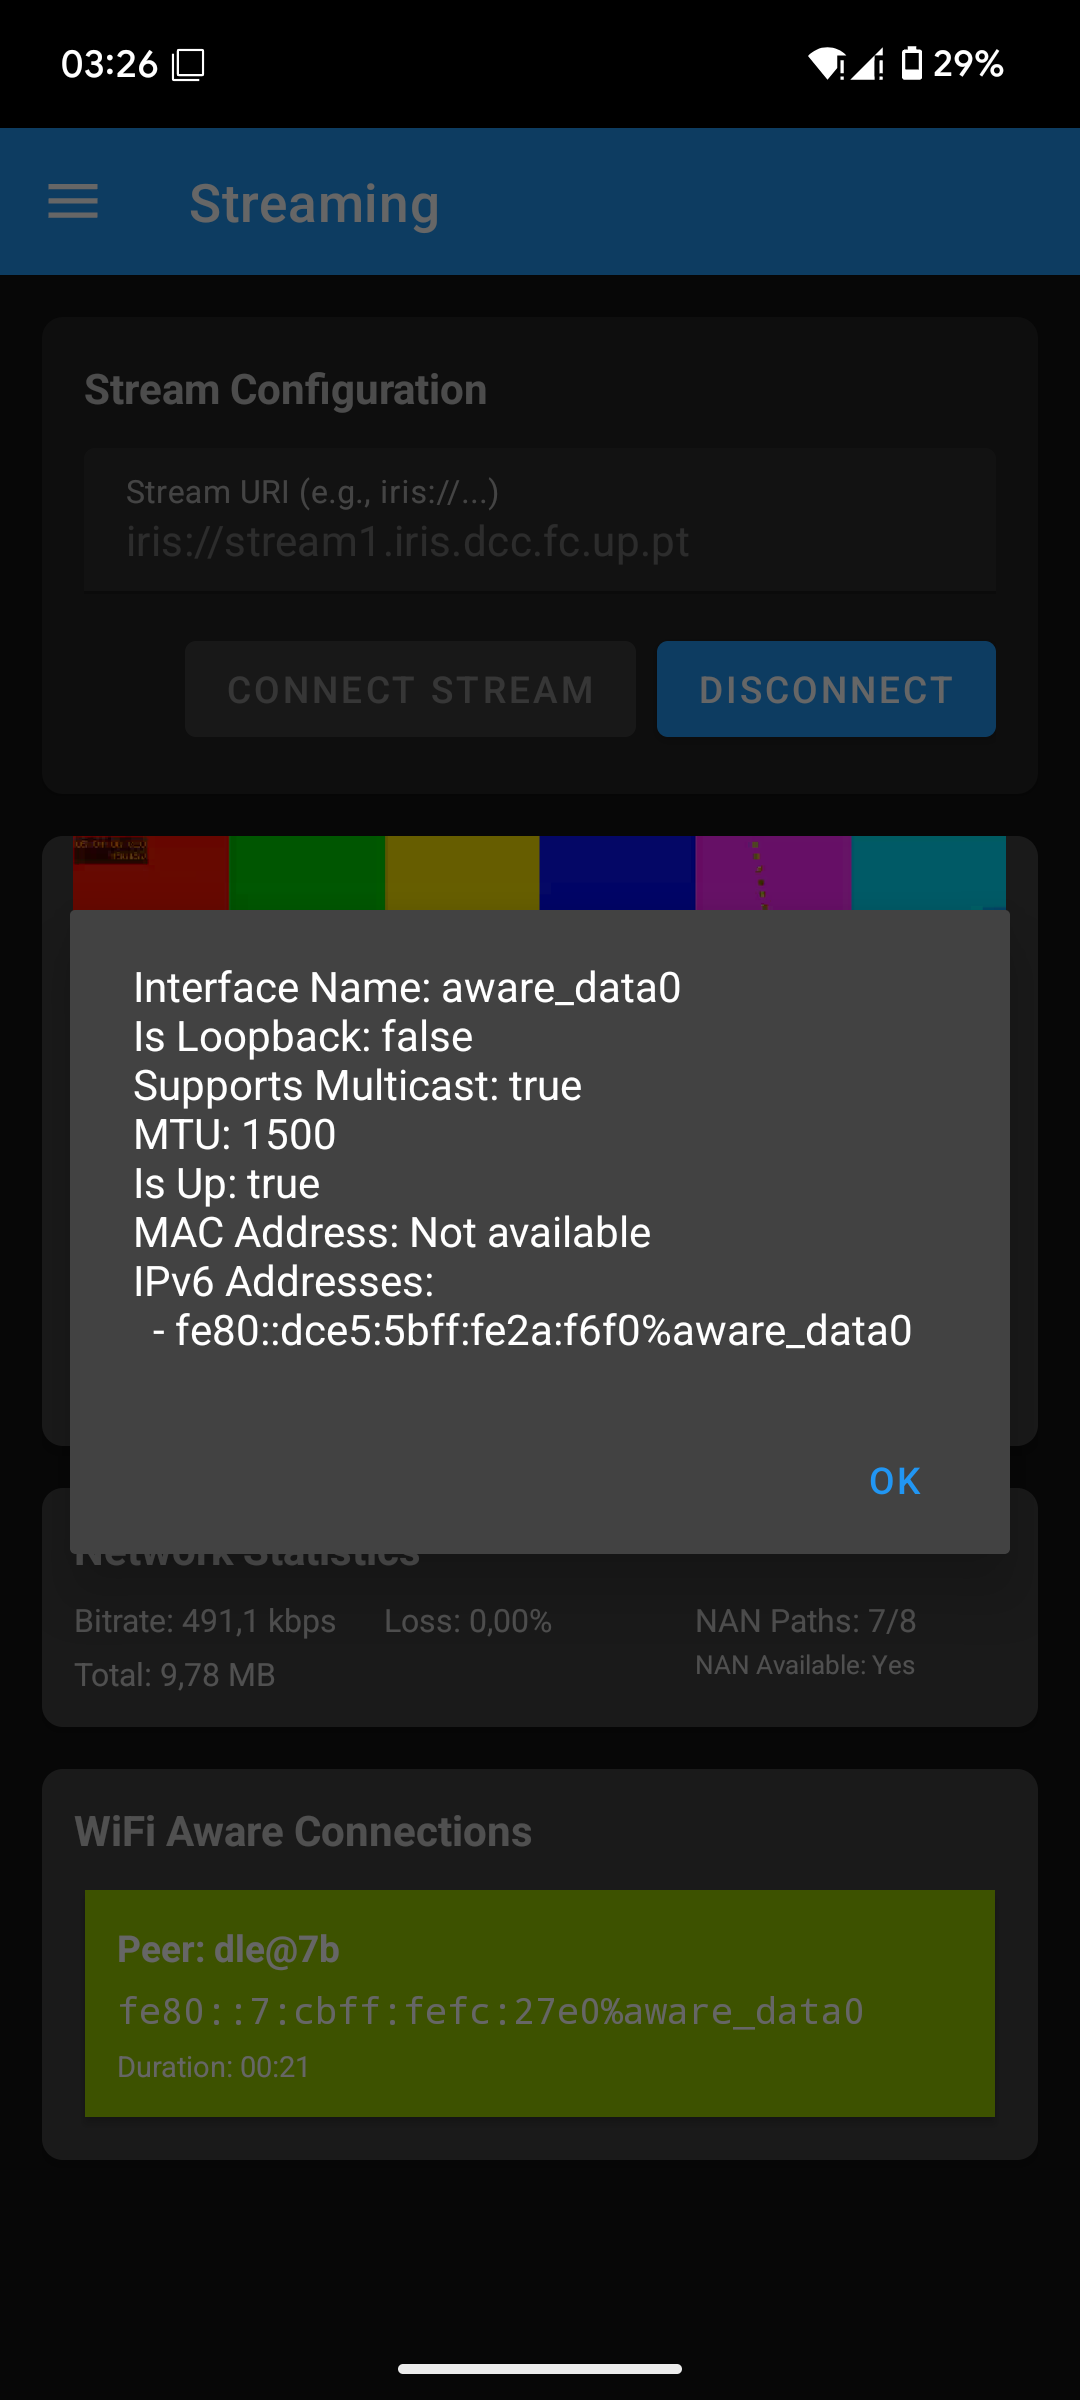 03:26
29%
Streaming
Stream Configuration
Stream URI (e.g., iris://...)
iris://stream1.iris.dcc.fc.up.pt
CONNECT STREAM
DISCONNECT
Interface Name: aware_data0
Is Loopback: false
Supports Multicast: true
MTU: 1500
Is Up: true
MAC Address: Not available
IPv6 Addresses:
- fe80::dce5:5bff:fe2a:f6f0%aware_data0
OK
Network Statistics
Bitrate: 491,1 kbps
Loss: 0,00%
NAN Paths: 7/8
Total: 9,78 MB
NAN Available: Yes
WiFi Aware Connections
Peer: dle@7b
fe80::7:cbff:fefc:27e0%aware_data0
Duration: 00:21